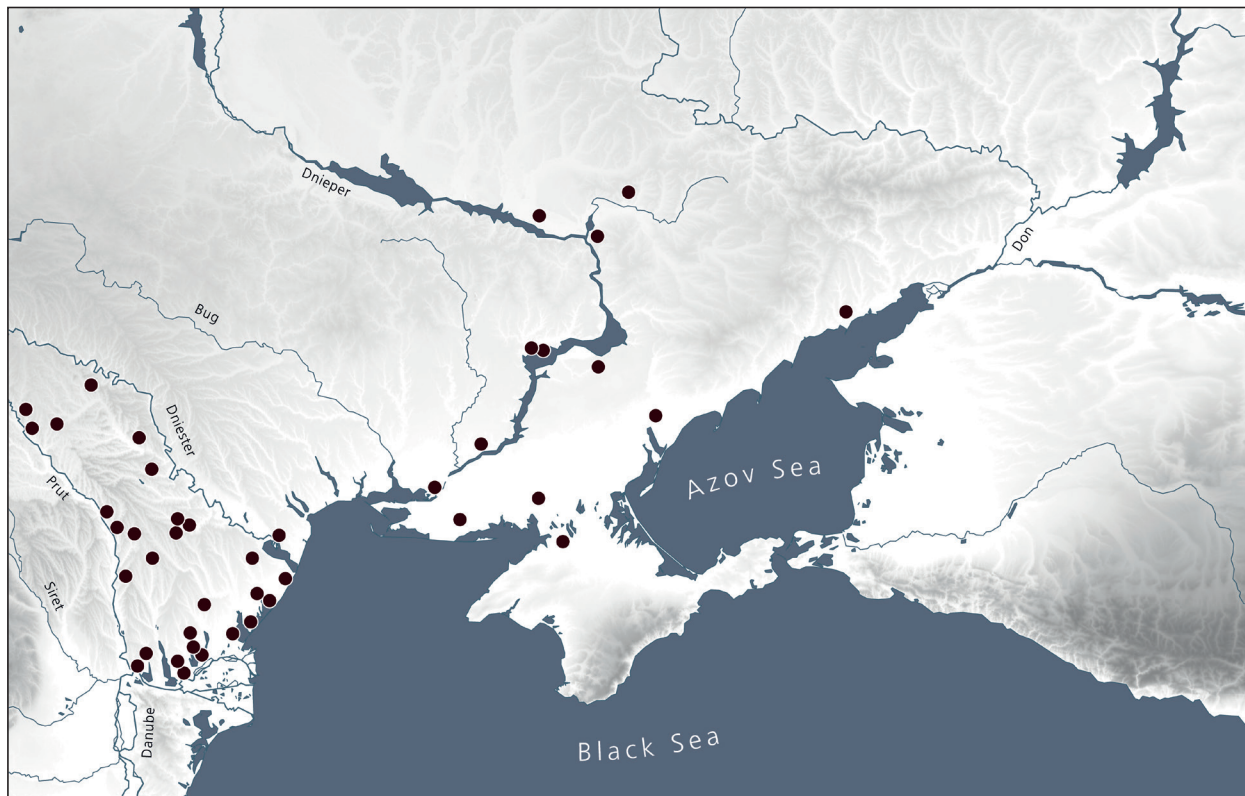 Dnieper
Don
Bug
Dniester
Azov Sea
Prut
Siret
Danube
Black Sea